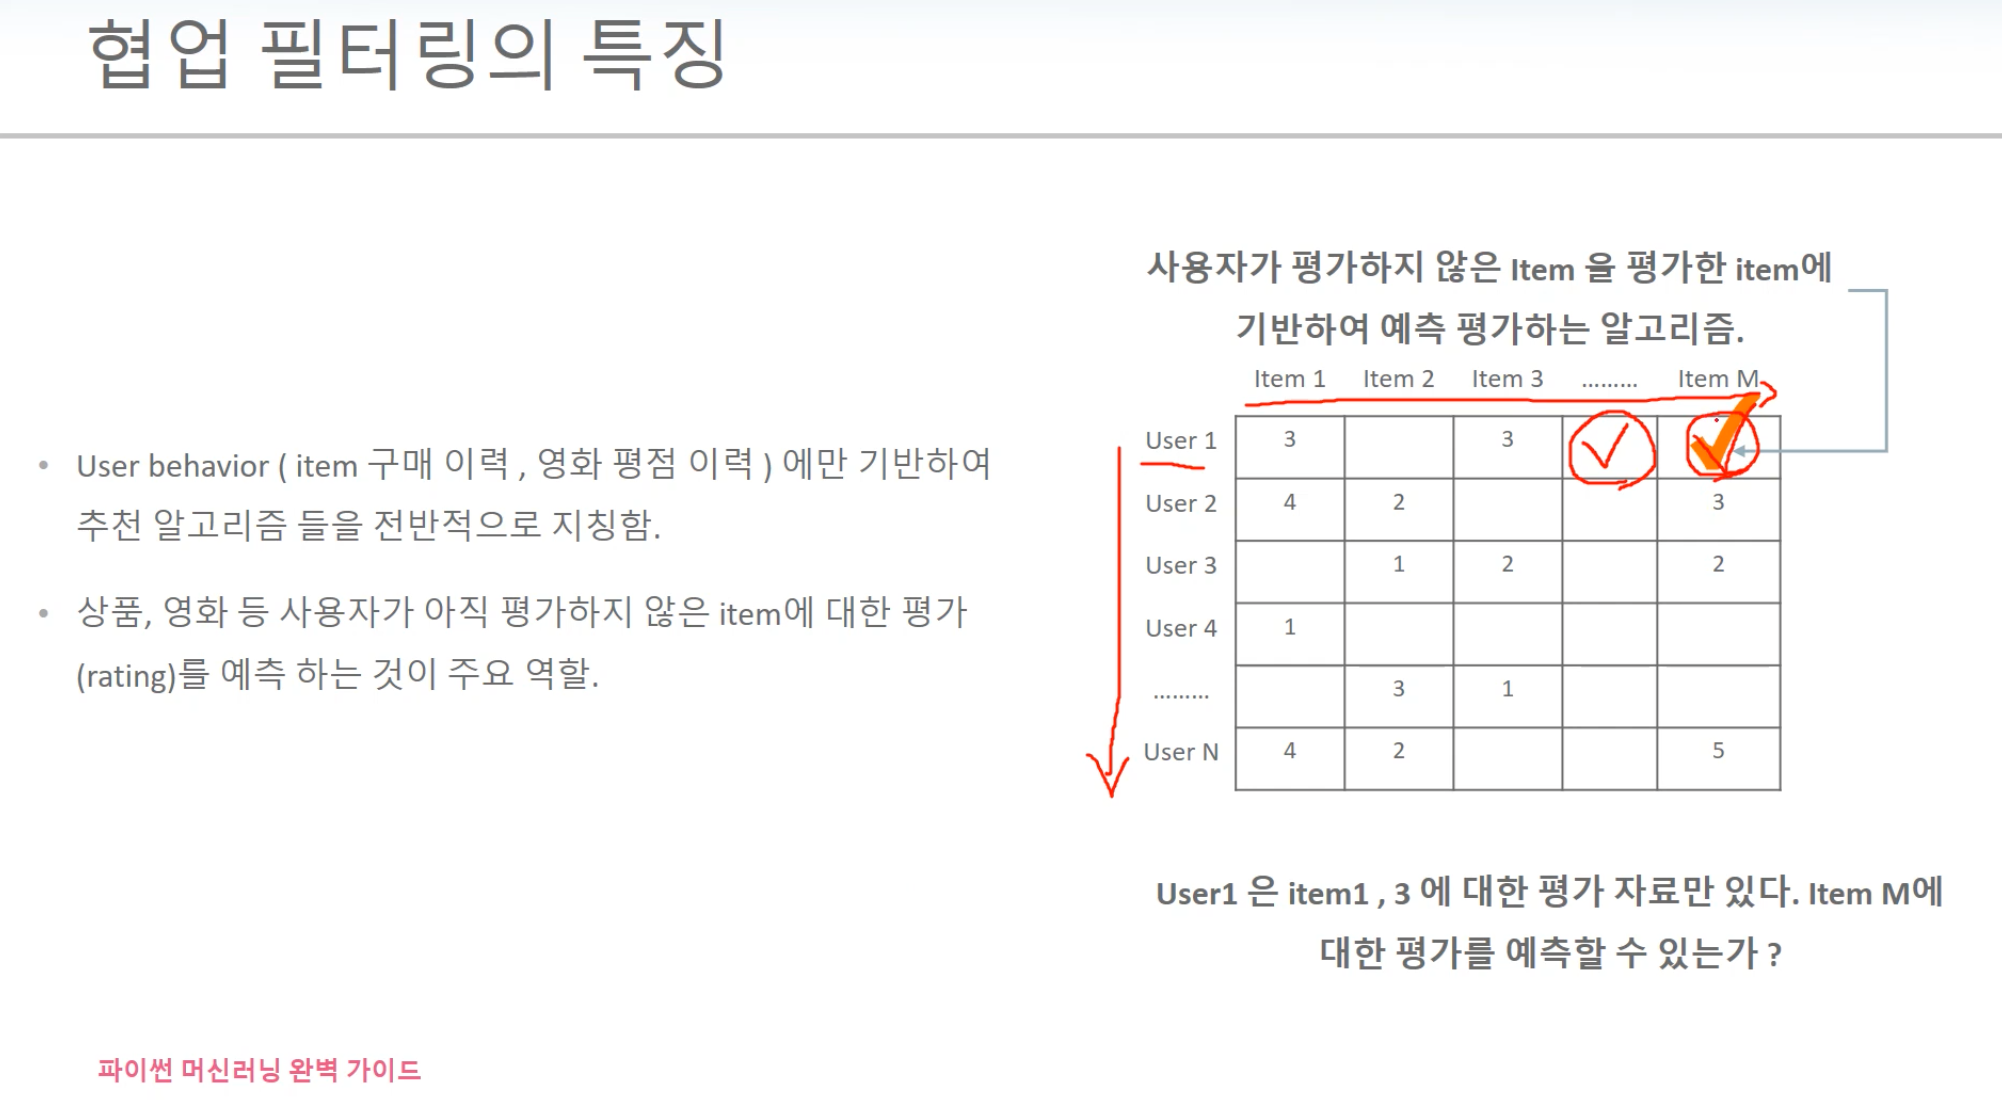 협업 필터링의 특징
User behavior ( item 구매 이력 , 영화 평점 이력 ) 에만 기반하여
추천 알고리즘 들을 전반적으로 지칭함.
상품, 영화 등 사용자가 아직 평가하지 않은 item에 대한 평가
(rating)를 예측 하는 것이 주요 역할.
사용자가 평가하지 않은 Item 을 평가한 item에
기반하여 예측 평가하는 알고리즘.
Item 1 Item 2 Item 3 ......... Item M
User 1 3 3
User 2 4 2 3
User 3 1 2 2
User 4 1
......... 3 1
User N 4 2 5
User1 은 item1 , 3 에 대한 평가 자료만 있다. Item M에
대한 평가를 예측할 수 있는가 ?
파이썬 머신러닝 완벽 가이드